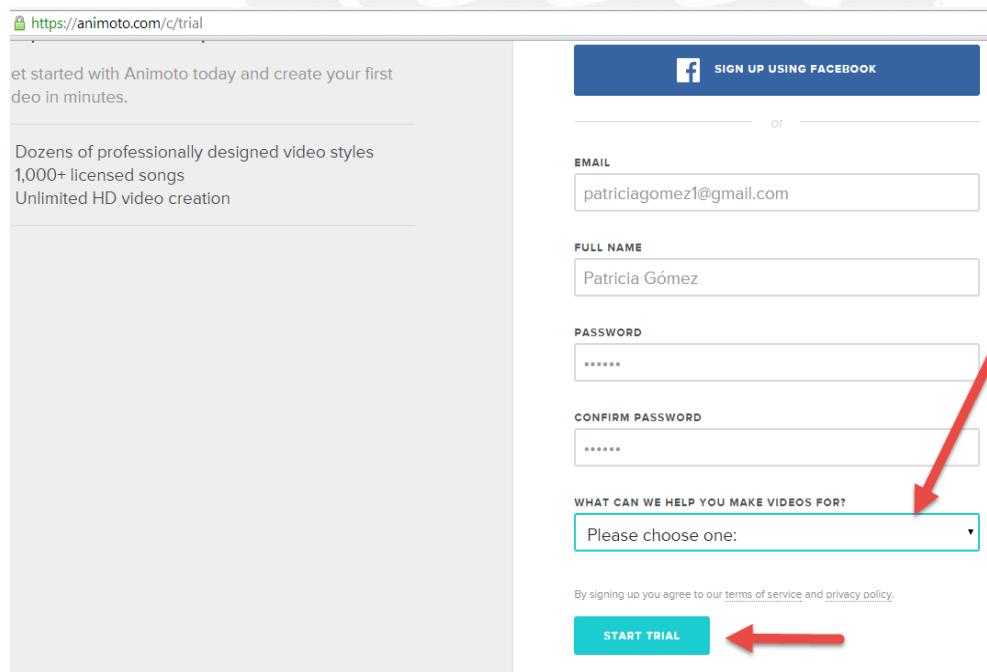 https://animoto.com/c/trial
et started with Animoto today and create your first
deo in minutes.
Dozens of professionally designed video styles
1,000+ licensed songs
Unlimited HD video creation
f SIGN UP USING FACEBOOK
or
EMAIL
patriciagomez1@gmail.com
FULL NAME
Patricia Gómez
PASSWORD
••••••
CONFIRM PASSWORD
••••••
WHAT CAN WE HELP YOU MAKE VIDEOS FOR?
Please choose one:
By signing up you agree to our terms of service and privacy policy.
START TRIAL